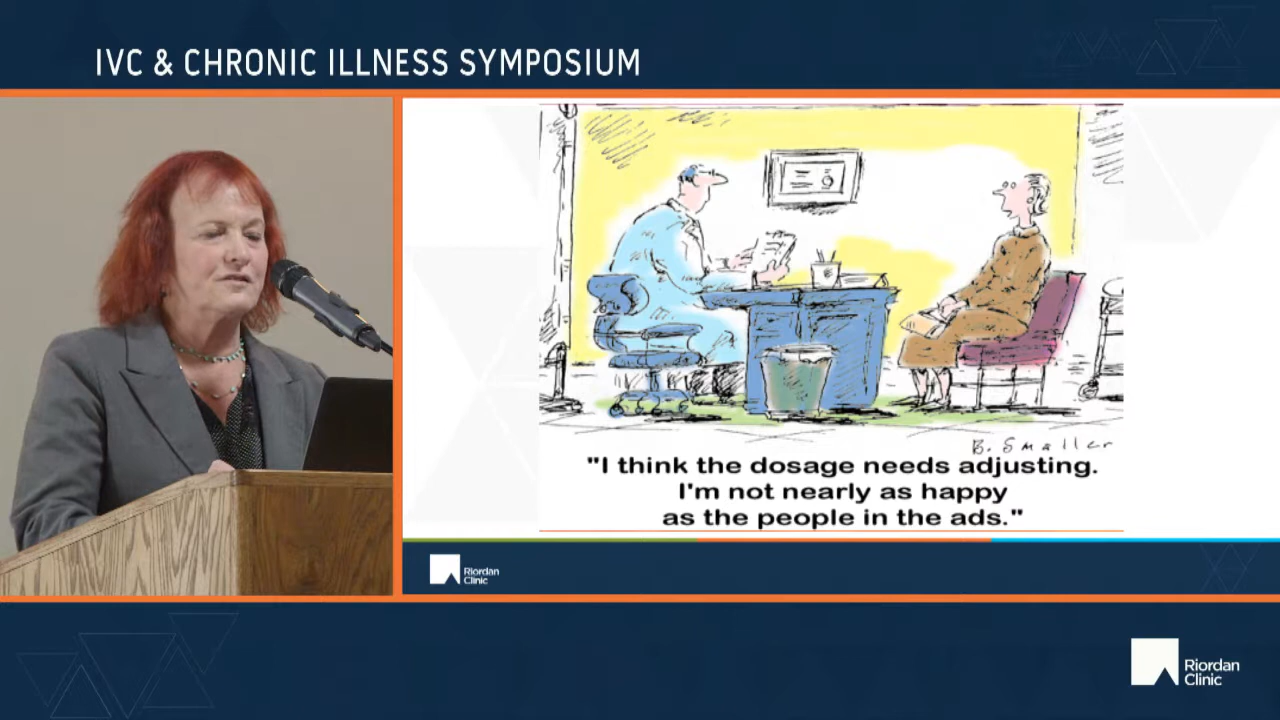 IVC & CHRONIC ILLNESS SYMPOSIUM
B. Smaller
"I think the dosage needs adjusting.
I'm not nearly as happy
as the people in the ads."
Riordan
Clinic
Riordan
Clinic